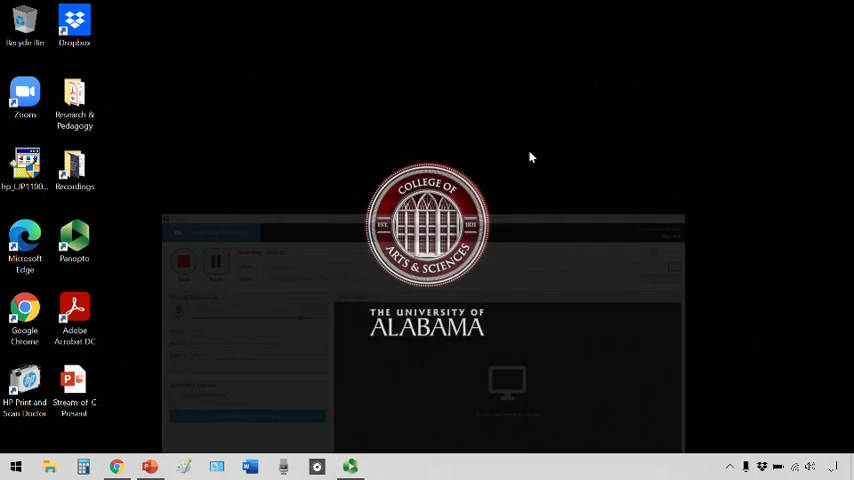 Recycle Bin
Dropbox
Zoom
Research &
Pedagogy
hp_LJP1100...
Recordings
Microsoft
Edge
Panopto
Google
Chrome
Adobe
Acrobat DC
HP Print and
Scan Doctor
Stream of C
Present
COLLEGE OF
EST.
1831
ARTS & SCIENCES
THE UNIVERSITY OF
ALABAMA